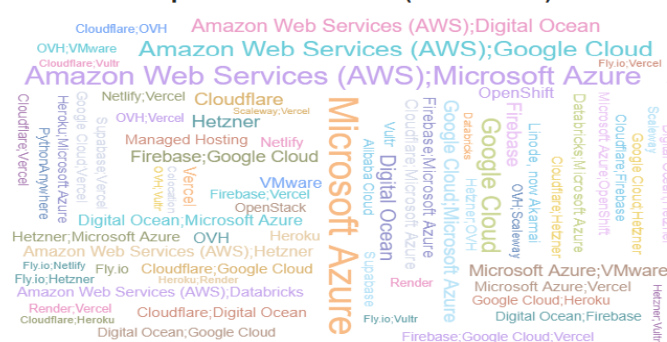 Cloudflare;OVH
Amazon Web Services (AWS);Digital Ocean
OVH;VMware
Amazon Web Services (AWS);Google Cloud
Cloudflare;Vultr
Fly.io;Vercel
Amazon Web Services (AWS);Microsoft Azure
Cloudflare;Vercel
PythonAnywhere
Heroku;Microsoft Azure
Google Cloud;Vercel
Supabase;Vercel
Netlify;Vercel
Cloudflare
Scaleway;Vercel
OVH;Vercel
Hetzner
Managed Hosting
Netlify
Firebase;Google Cloud
OVH;Vultr
Colocation
Vercel
VMware
Firebase;Vercel
OpenStack
Digital Ocean;Microsoft Azure
Hetzner;Microsoft Azure
OVH
Heroku
Amazon Web Services (AWS);Hetzner
Fly.io;Netlify
Fly.io
Cloudflare;Google Cloud
Fly.io;Hetzner
Heroku;Render
Amazon Web Services (AWS);Databricks
Render;Vercel
Cloudflare;Digital Ocean
Cloudflare;Heroku
Digital Ocean;Google Cloud
Microsoft Azure
Alibaba Cloud
Vultr
Digital Ocean
Supabase
Fly.io;Vultr
Render
Cloudflare;Microsoft Azure
Firebase;Microsoft Azure
Google Cloud;Microsoft Azure
Databricks
Hetzner;OVH
Google Cloud
OpenShift
Firebase
OVH;Scaleway
Linode, now Akamai
Cloudflare;Hetzner
Databricks;Microsoft Azure
Microsoft Azure;OpenShift
Cloudflare;Firebase
Google Cloud;Hetzner
Scaleway
Microsoft Azure;VMware
Microsoft Azure;Vercel
Google Cloud;Heroku
Digital Ocean;Firebase
Hetzner;Vultr
Firebase;Google Cloud;Vercel